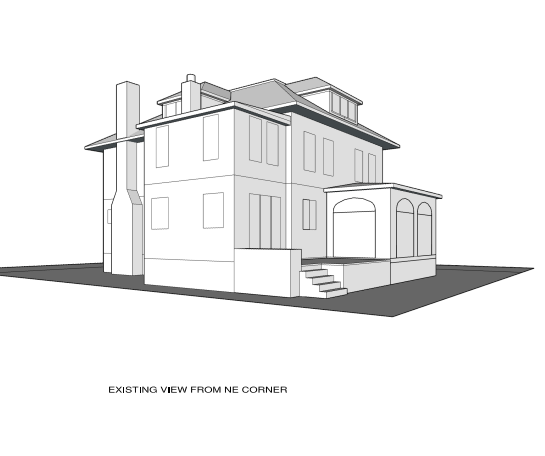 EXISTING VIEW FROM NE CORNER